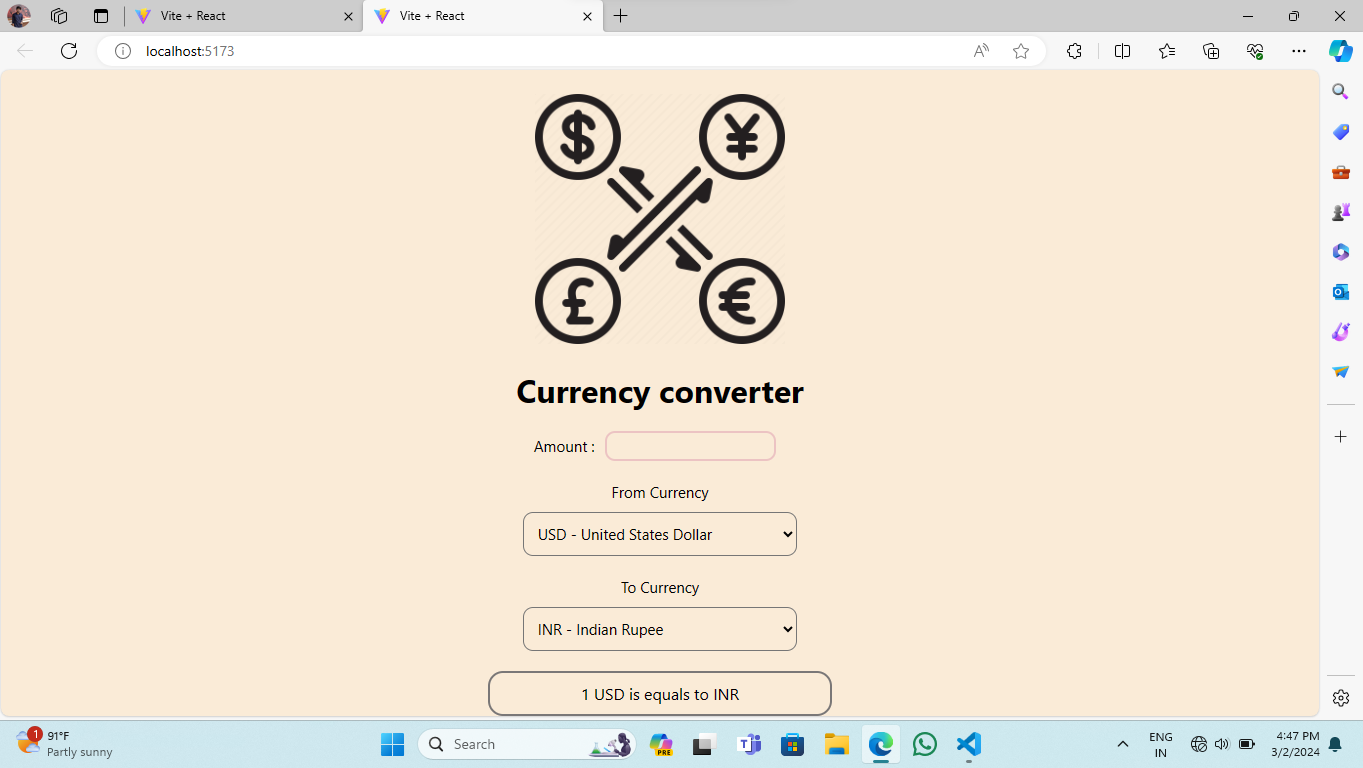 Vite + React
Vite + React
localhost:5173
$ ¥
£ €
Currency converter
Amount :
From Currency
USD - United States Dollar
To Currency
INR - Indian Rupee
1 USD is equals to INR
1
91°F
Partly sunny
Search
PRE
ENG
IN
4:47 PM
3/2/2024